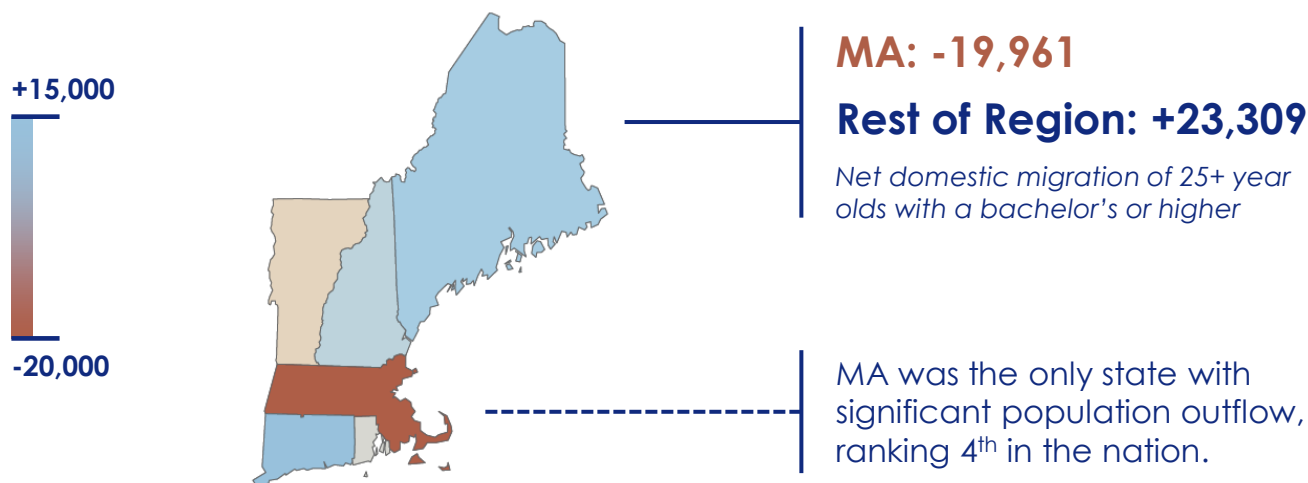 +15,000
-20,000
MA: -19,961
Rest of Region: +23,309
Net domestic migration of 25+ year
olds with a bachelor’s or higher
MA was the only state with
significant population outflow,
ranking 4th in the nation.